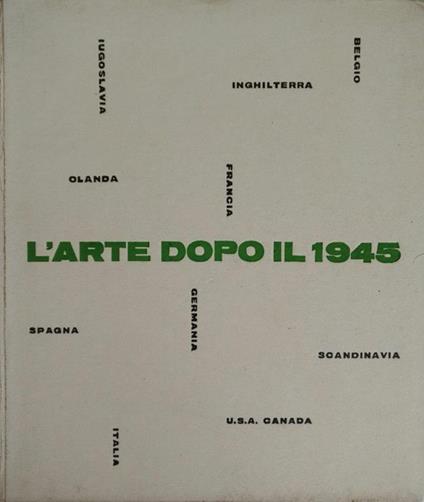 IUGOSLAVIA
BELGIO
INGHILTERRA
OLANDA
FRANCIA
L'ARTE DOPO IL 1945
GERMANIA
SPAGNA
SCANDINAVIA
U.S.A. CANADA
ITALIA